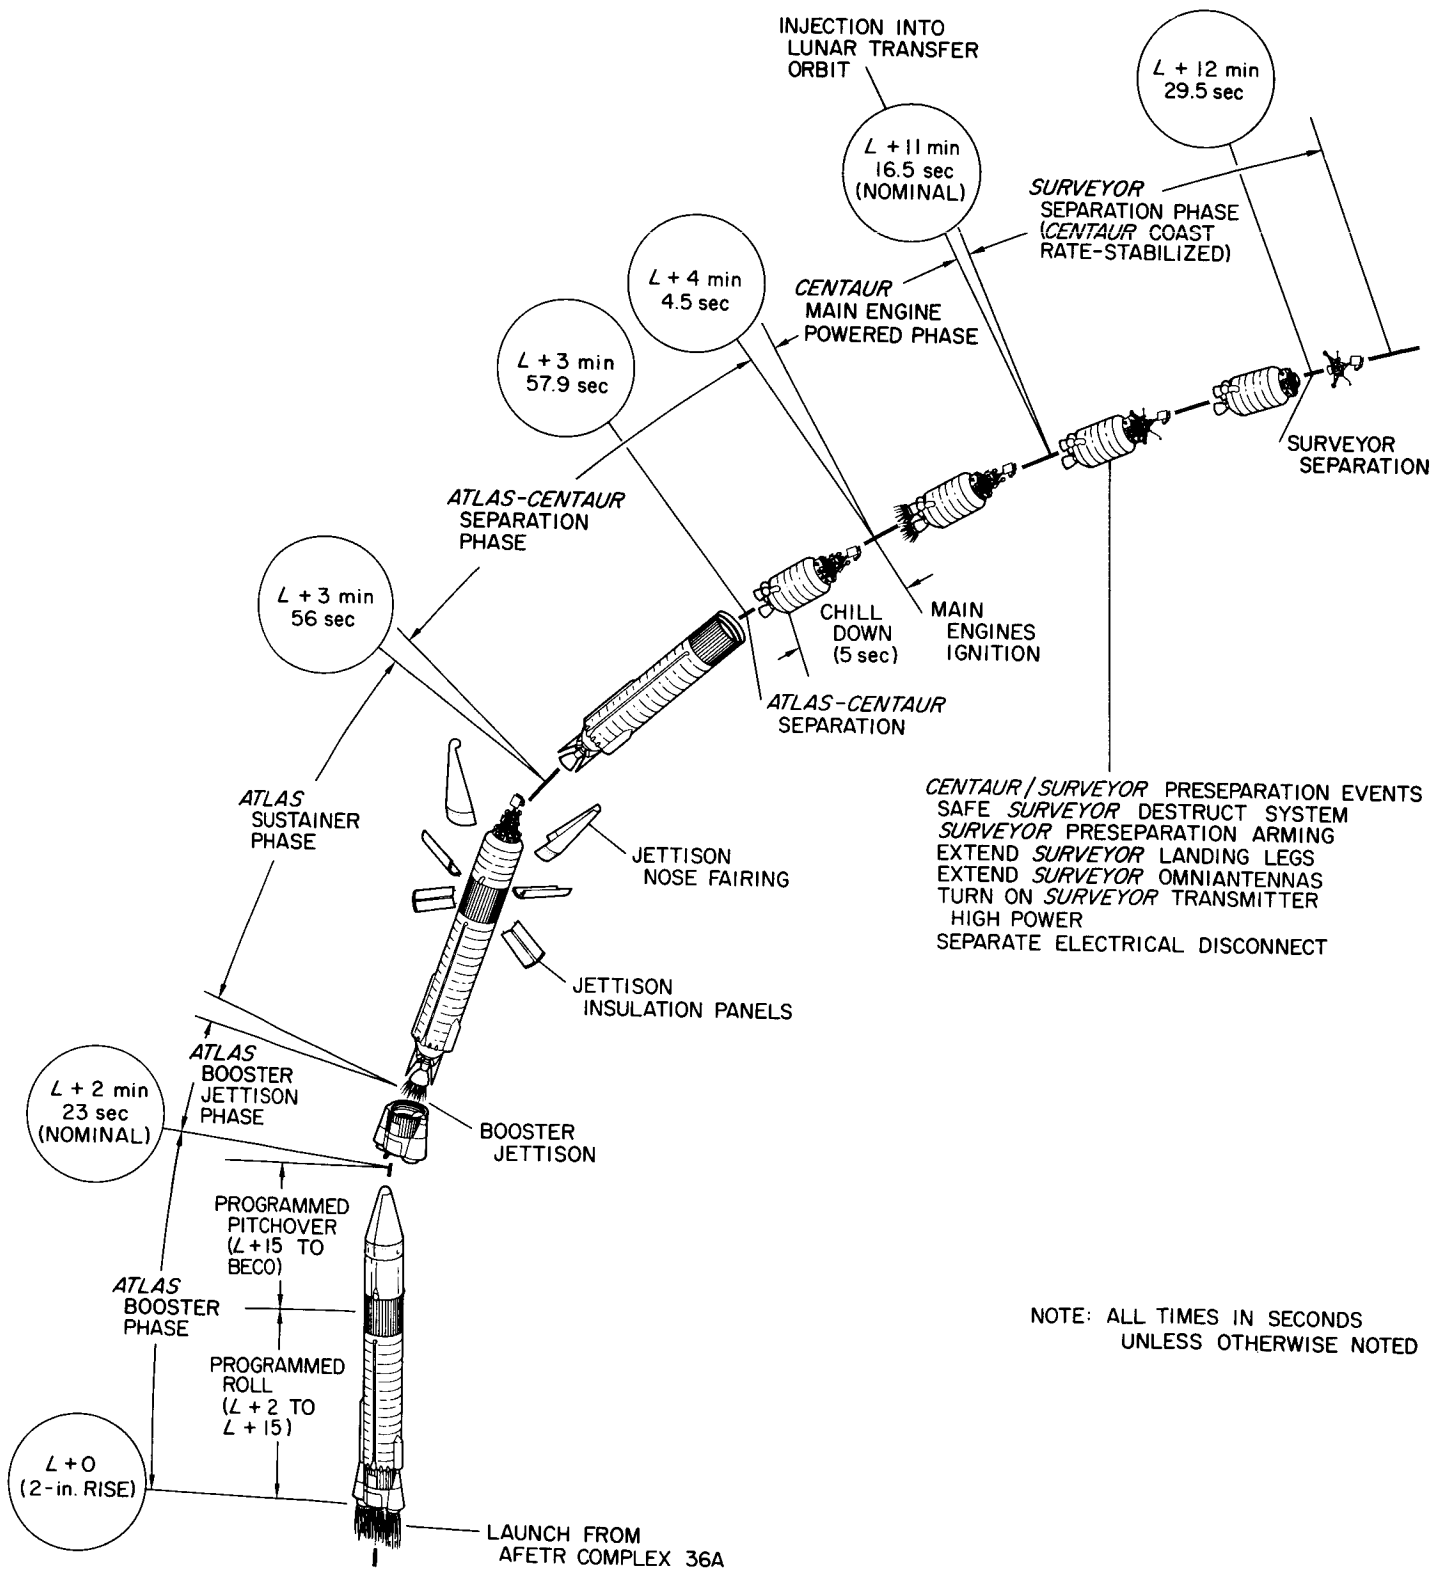 INJECTION INTO
LUNAR TRANSFER
ORBIT
L + 12 min
29.5 sec
L + 11 min
16.5 sec
(NOMINAL)
SURVEYOR
SEPARATION PHASE
(CENTAUR COAST
RATE-STABILIZED)
L + 4 min
4.5 sec
CENTAUR
MAIN ENGINE
POWERED PHASE
L + 3 min
57.9 sec
SURVEYOR
SEPARATION
ATLAS-CENTAUR
SEPARATION
PHASE
L + 3 min
56 sec
CHILL
DOWN
(5 sec)
MAIN
ENGINES
IGNITION
ATLAS-CENTAUR
SEPARATION
CENTAUR/SURVEYOR PRESEPARATION EVENTS
SAFE SURVEYOR DESTRUCT SYSTEM
SURVEYOR PRESEPARATION ARMING
EXTEND SURVEYOR LANDING LEGS
EXTEND SURVEYOR OMNIANTENNAS
TURN ON SURVEYOR TRANSMITTER
HIGH POWER
SEPARATE ELECTRICAL DISCONNECT
ATLAS
SUSTAINER
PHASE
JETTISON
NOSE FAIRING
JETTISON
INSULATION PANELS
ATLAS
BOOSTER
JETTISON
PHASE
L + 2 min
23 sec
(NOMINAL)
BOOSTER
JETTISON
PROGRAMMED
PITCHOVER
(L+15 TO
BECO)
ATLAS
BOOSTER
PHASE
PROGRAMMED
ROLL
(L + 2 TO
L + 15)
NOTE: ALL TIMES IN SECONDS
UNLESS OTHERWISE NOTED
L + 0
(2-in. RISE)
LAUNCH FROM
AFETR COMPLEX 36A